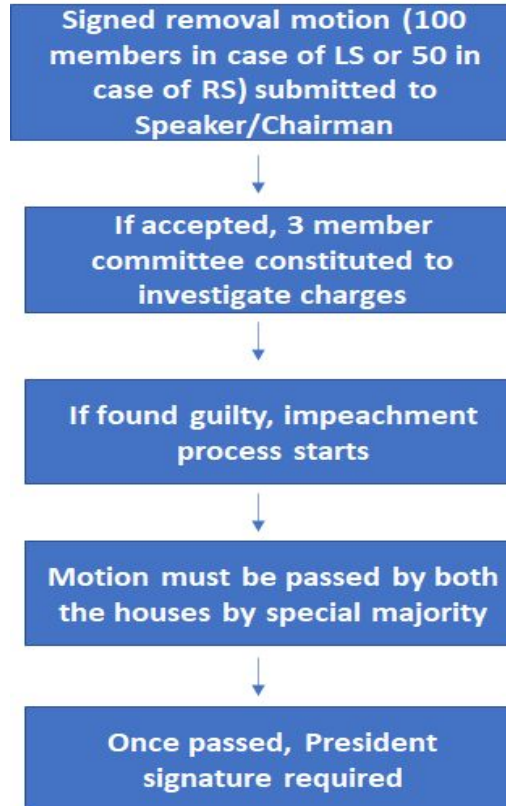 Signed removal motion (100
members in case of LS or 50 in
case of RS) submitted to
Speaker/Chairman
If accepted, 3 member
committee constituted to
investigate charges
If found guilty, impeachment
process starts
Motion must be passed by both
the houses by special majority
Once passed, President
signature required